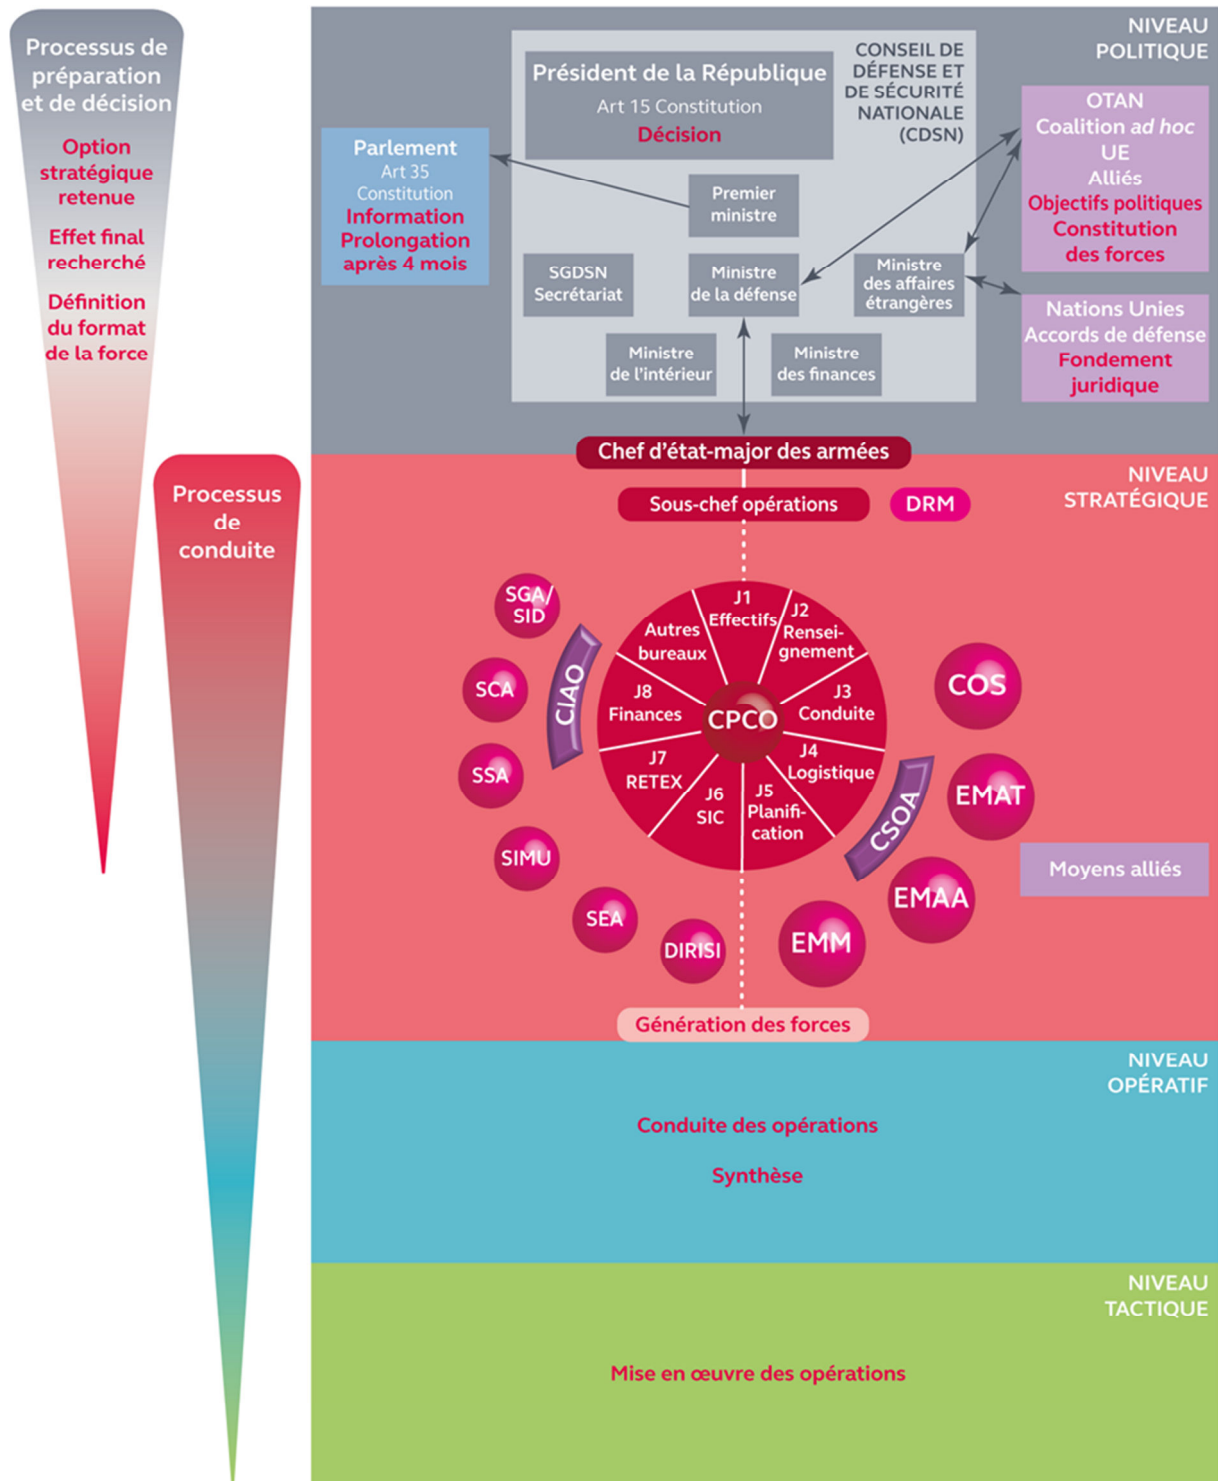 Processus de
préparation
et de décision
Option
stratégique
retenue
Effet final
recherché
Définition
du format
de la force
Processus
de
conduite
NIVEAU
POLITIQUE
CONSEIL DE
DÉFENSE ET
DE SÉCURITÉ
NATIONALE
(CDSN)
Président de la République
Art 15 Constitution
Décision
Parlement
Art 35
Constitution
Information
Prolongation
après 4 mois
Premier
ministre
SGDSN
Secrétariat
Ministre
de la défense
Ministre
des affaires
étrangères
Ministre
de l'intérieur
Ministre
des finances
OTAN
Coalition ad hoc
UE
Alliés
Objectifs politiques
Constitution
des forces
Nations Unies
Accords de défense
Fondement
juridique
Chef d'état-major des armées
NIVEAU
STRATÉGIQUE
Sous-chef opérations
DRM
SGA/
SID
SCA
SSA
SIMU
SEA
DIRISI
CIAO
J1
Effectifs
J2
Rensei-
gnement
J3
Conduite
J4
Logistique
J5
Planifi-
cation
J6
SIC
J7
RETEX
J8
Finances
Autres
bureaux
CPCO
CSOA
COS
EMAT
EMAA
EMM
Moyens alliés
Génération des forces
NIVEAU
OPÉRATIF
Conduite des opérations
Synthèse
NIVEAU
TACTIQUE
Mise en œuvre des opérations